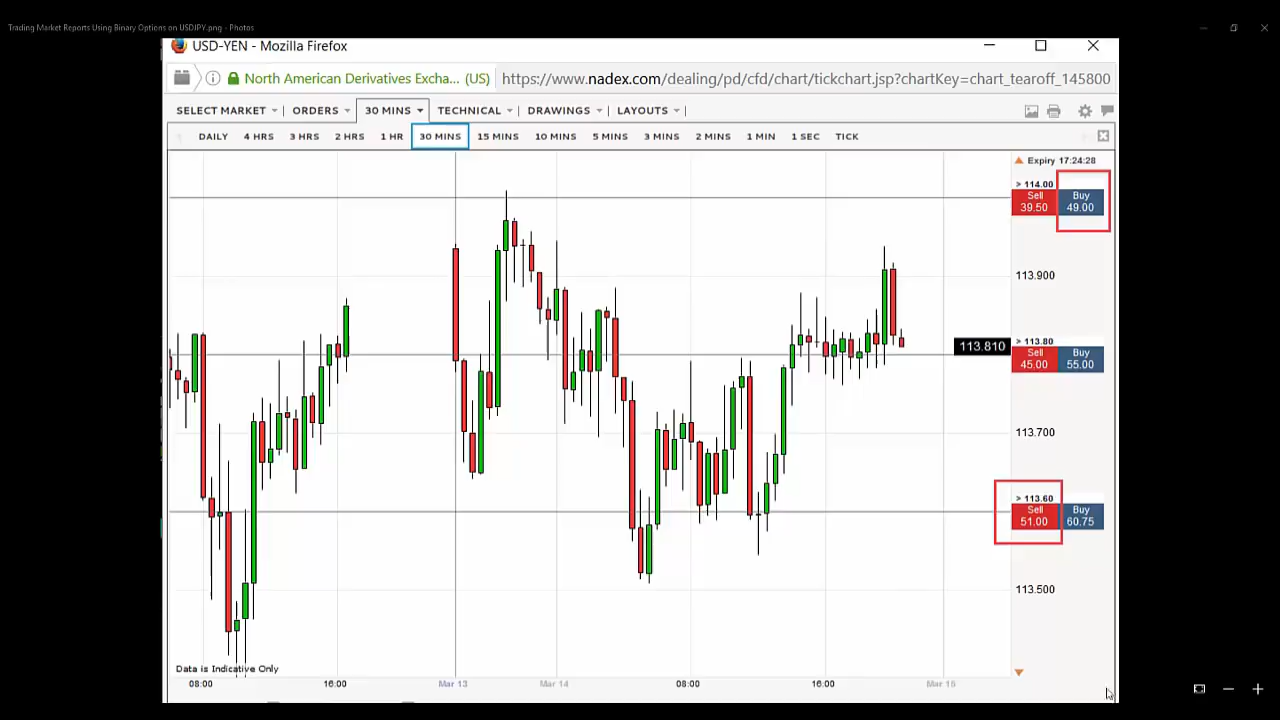 Trading Market Reports Using Binary Options on USDJPY.png - Photos
USD-YEN - Mozilla Firefox
North American Derivatives Excha... (US) https://www.nadex.com/dealing/pd/cfd/chart/tickchart.jsp?chartKey=chart_tearoff_145800
SELECT MARKET ORDERS 30 MINS TECHNICAL DRAWINGS LAYOUTS
DAILY 4 HRS 3 HRS 2 HRS 1 HR 30 MINS 15 MINS 10 MINS 5 MINS 3 MINS 2 MINS 1 MIN 1 SEC TICK
Expiry 17:24:28
> 114.00
Sell Buy
39.50 49.00
113.900
113.810
> 113.80
Sell Buy
45.00 55.00
113.700
> 113.60
Sell Buy
51.00 60.75
113.500
Data is Indicative Only
08:00 16:00 Mar 13 Mar 14 08:00 16:00 Mar 15